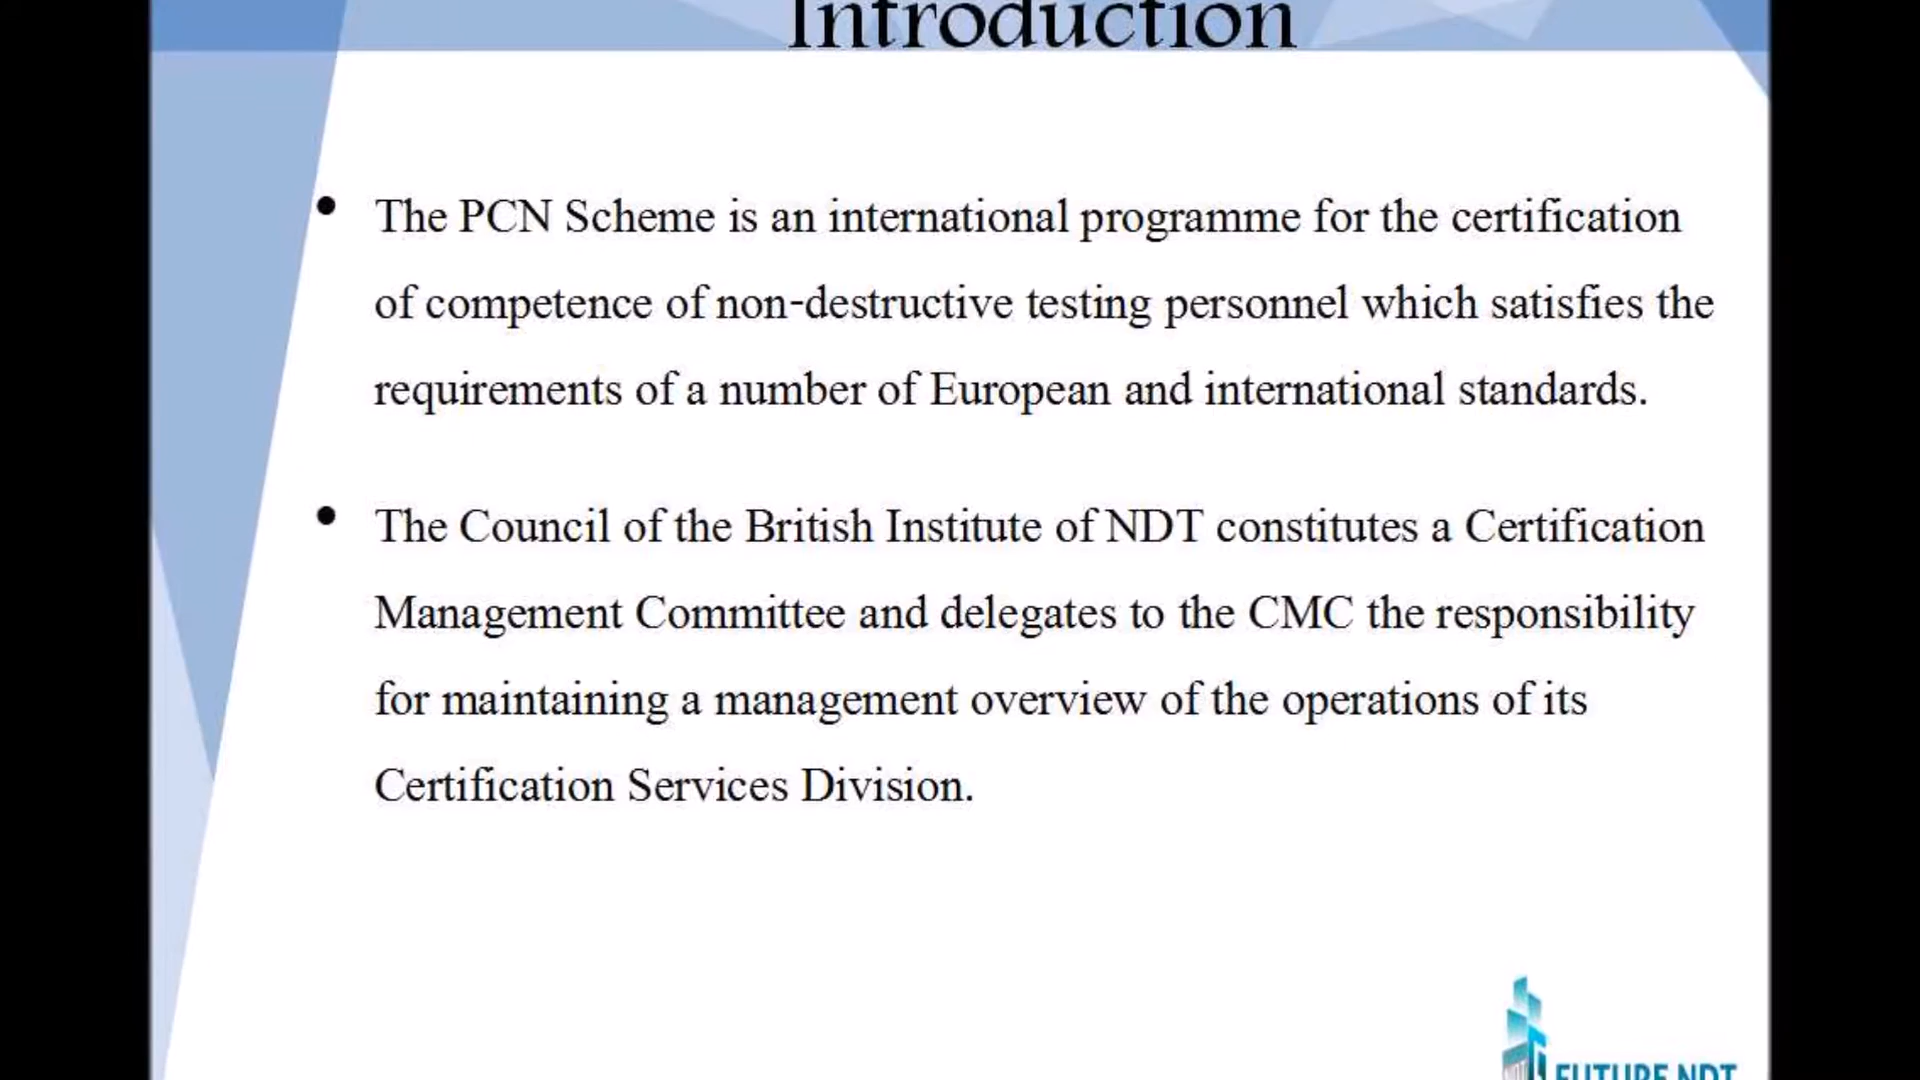 Introduction
• The PCN Scheme is an international programme for the certification
of competence of non-destructive testing personnel which satisfies the
requirements of a number of European and international standards.
• The Council of the British Institute of NDT constitutes a Certification
Management Committee and delegates to the CMC the responsibility
for maintaining a management overview of the operations of its
Certification Services Division.
FUTURE NDT